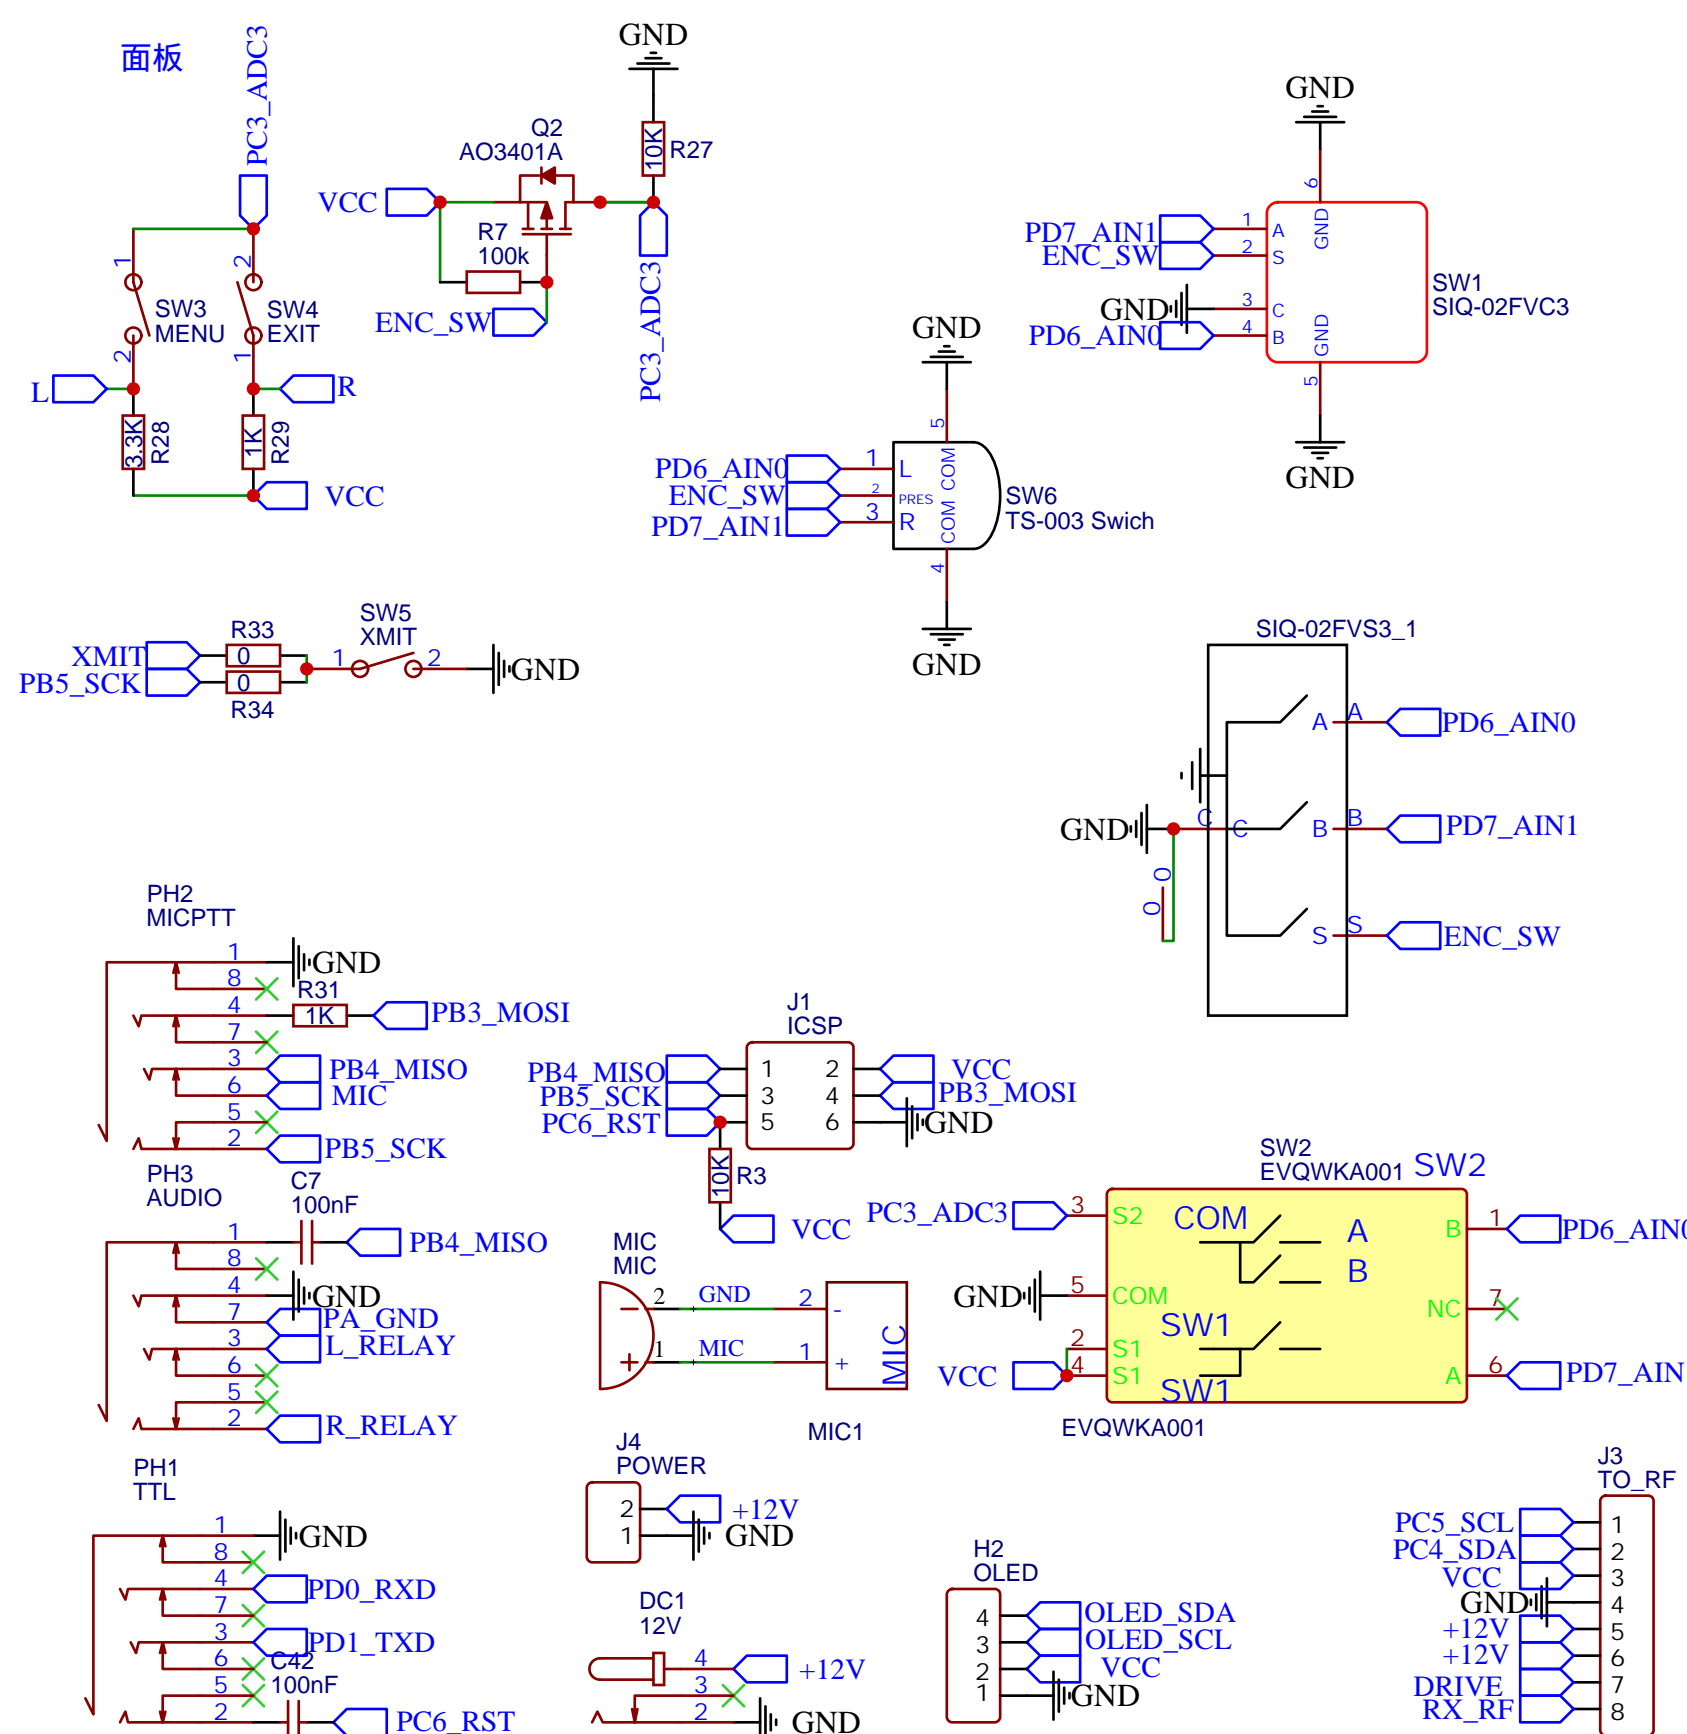 面板
PC3_ADC3
1
2
SW3
MENU
2
1
SW4
EXIT
L
R
3.3K
R28
1K
R29
VCC
GND
Q2
AO3401A
10K
R27
VCC
R7
100k
ENC_SW
PC3_ADC3
GND
6
PD7_AIN1
1
A
GND
ENC_SW
2
S
GND
3
C
PD6_AIN0
4
B
GND
5
GND
SW1
SIQ-02FVC3
GND
5
PD6_AIN0
1
L
COM
ENC_SW
2
PRES
PD7_AIN1
3
R
COM
4
GND
SW6
TS-003 Swich
XMIT
PB5_SCK
R33
0
0
R34
SW5
XMIT
1
2
GND
SIQ-02FVS3_1
A
A
PD6_AIN0
GND
C
C
B
B
PD7_AIN1
0
0
S
S
ENC_SW
PH2
MICPTT
1
GND
8
R31
4
1K
PB3_MOSI
7
3
PB4_MISO
6
MIC
5
2
PB5_SCK
PH3
AUDIO
C7
100nF
1
PB4_MISO
8
4
GND
7
PA_GND
3
L_RELAY
6
5
2
R_RELAY
PH1
TTL
1
GND
8
4
PD0_RXD
7
3
PD1_TXD
6
C42
100nF
5
2
PC6_RST
J1
ICSP
PB4_MISO
1
2
VCC
PB5_SCK
3
4
PB3_MOSI
PC6_RST
5
6
GND
10K
R3
VCC
MIC
MIC
2
GND
2
-
1
MIC
1
+
MIC
MIC1
J4
POWER
2
+12V
1
GND
DC1
12V
4
+12V
3
2
GND
SW2
EVQWKA001
SW2
PC3_ADC3
3
S2
COM
A
B
B
1
PD6_AIN0
GND
5
COM
NC
7
2
S1
SW1
VCC
4
S1
SW1
A
6
PD7_AIN
EVQWKA001
H2
OLED
4
OLED_SDA
3
OLED_SCL
2
VCC
1
GND
J3
TO_RF
PC5_SCL
1
PC4_SDA
2
VCC
3
GND
4
+12V
5
+12V
6
DRIVE
7
RX_RF
8